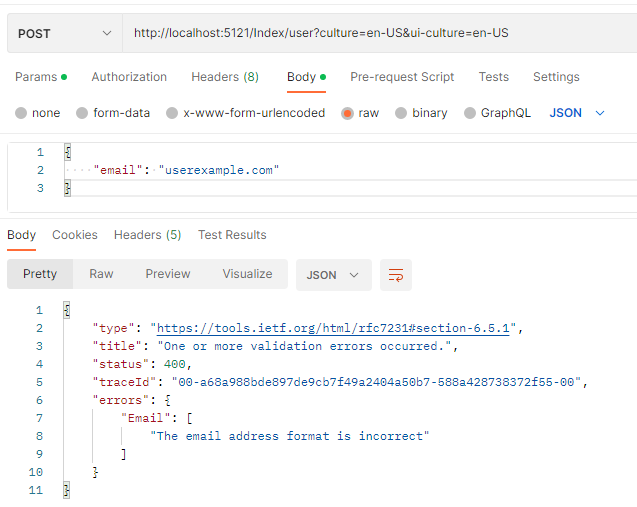 POST http://localhost:5121/Index/user?culture=en-US&ui-culture=en-US
Params Authorization Headers (8) Body Pre-request Script Tests Settings
none form-data x-www-form-urlencoded raw binary GraphQL JSON
1 {
2 "email": "userexample.com"
3 }
Body Cookies Headers (5) Test Results
Pretty Raw Preview Visualize JSON
1 {
2 "type": "https://tools.ietf.org/html/rfc7231#section-6.5.1",
3 "title": "One or more validation errors occurred.",
4 "status": 400,
5 "traceId": "00-a68a988bde897de9cb7f49a2404a50b7-588a428738372f55-00",
6 "errors": {
7 "Email": [
8 "The email address format is incorrect"
9 ]
10 }
11 }